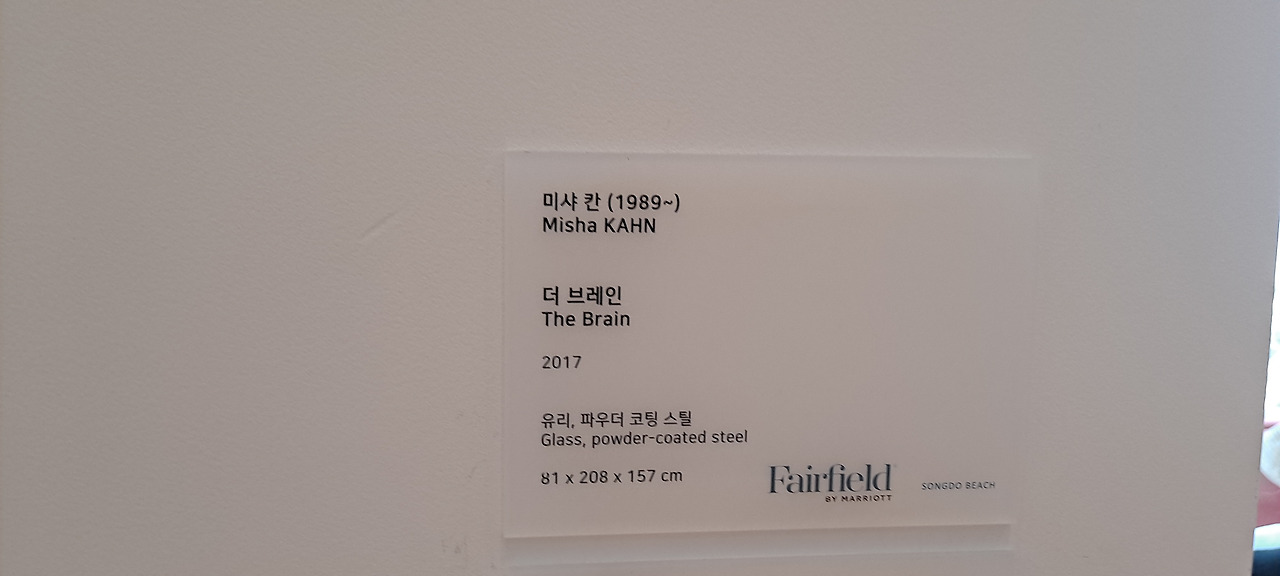 미샤 칸 (1989~)
Misha KAHN
더 브레인
The Brain
2017
유리, 파우더 코팅 스틸
Glass, powder-coated steel
81 x 208 x 157 cm
Fairfield
BY MARRIOTT
SONGDO BEACH